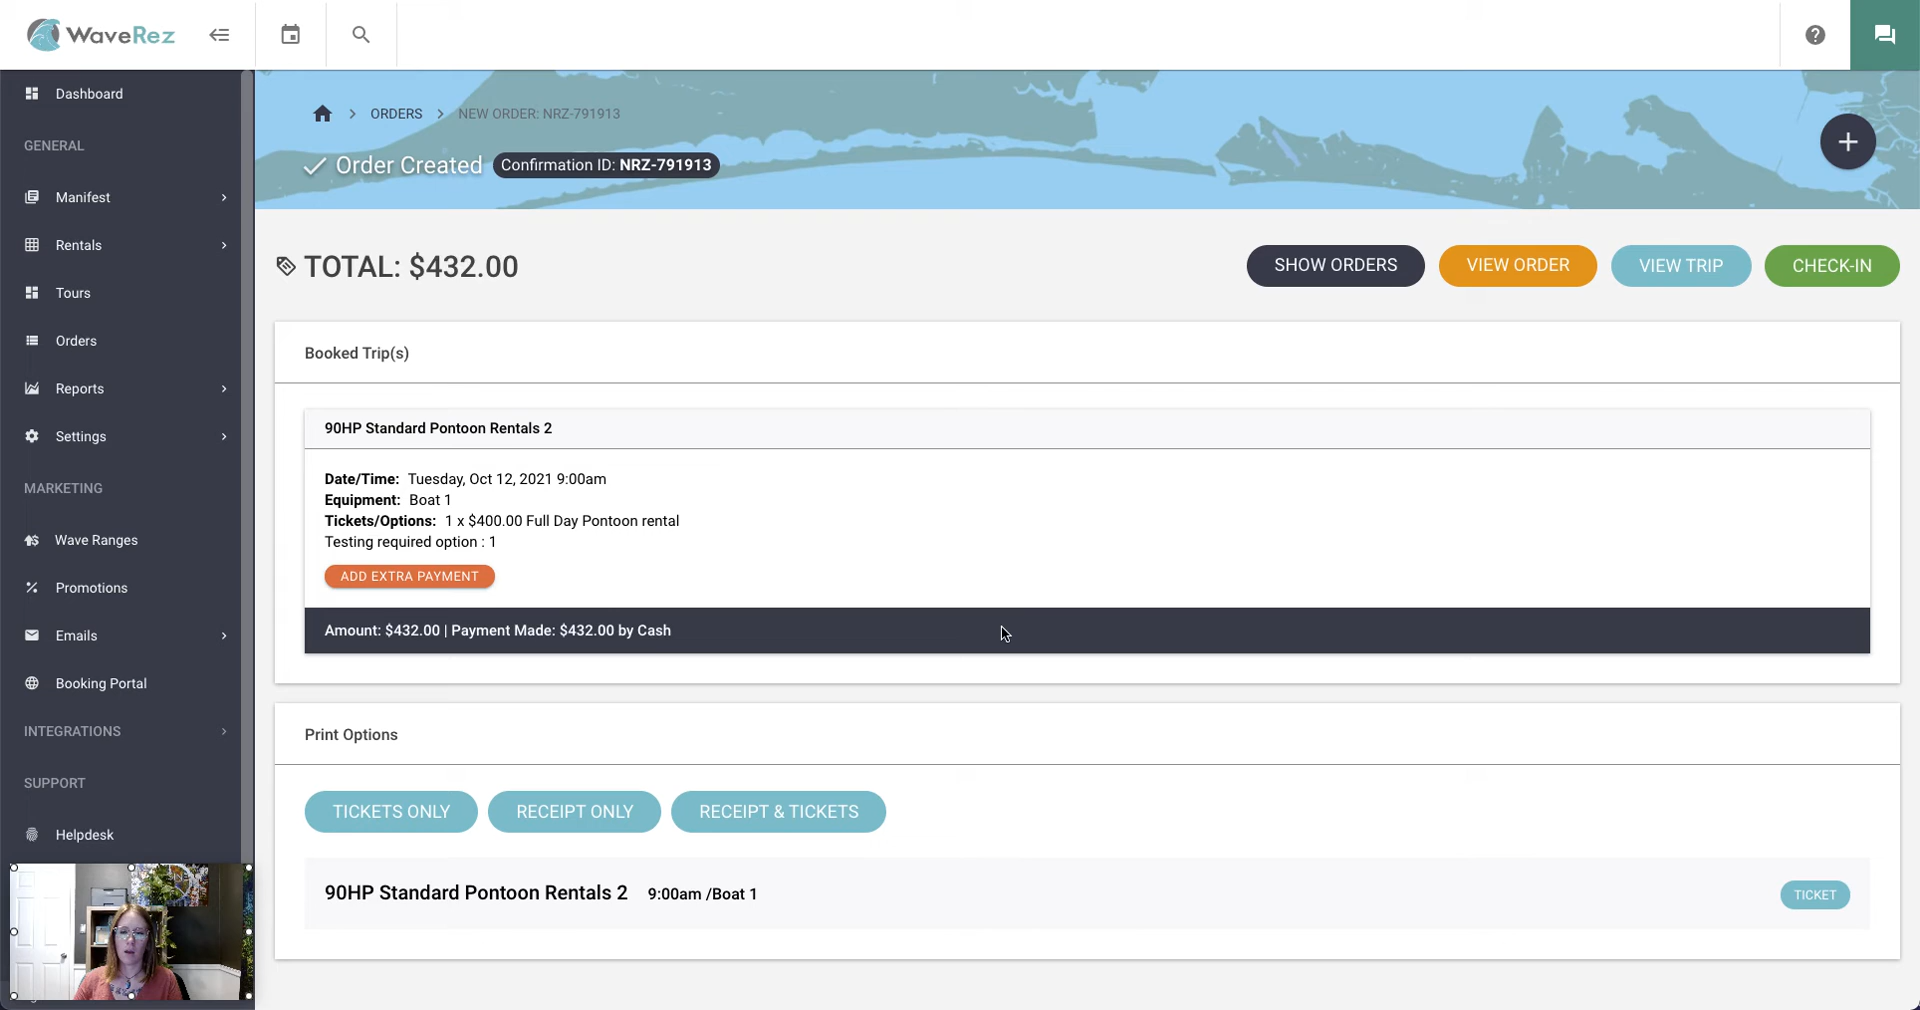 WaveRez
Dashboard
GENERAL
Manifest
Rentals
Tours
Orders
Reports
Settings
MARKETING
Wave Ranges
Promotions
Emails
Booking Portal
INTEGRATIONS
SUPPORT
Helpdesk
ORDERS
NEW ORDER: NRZ-791913
Order Created
Confirmation ID: NRZ-791913
TOTAL: $432.00
SHOW ORDERS
VIEW ORDER
VIEW TRIP
CHECK-IN
Booked Trip(s)
90HP Standard Pontoon Rentals 2
Date/Time: Tuesday, Oct 12, 2021 9:00am
Equipment: Boat 1
Tickets/Options: 1 x $400.00 Full Day Pontoon rental
Testing required option : 1
ADD EXTRA PAYMENT
Amount: $432.00 | Payment Made: $432.00 by Cash
Print Options
TICKETS ONLY
RECEIPT ONLY
RECEIPT & TICKETS
90HP Standard Pontoon Rentals 2 9:00am /Boat 1
TICKET